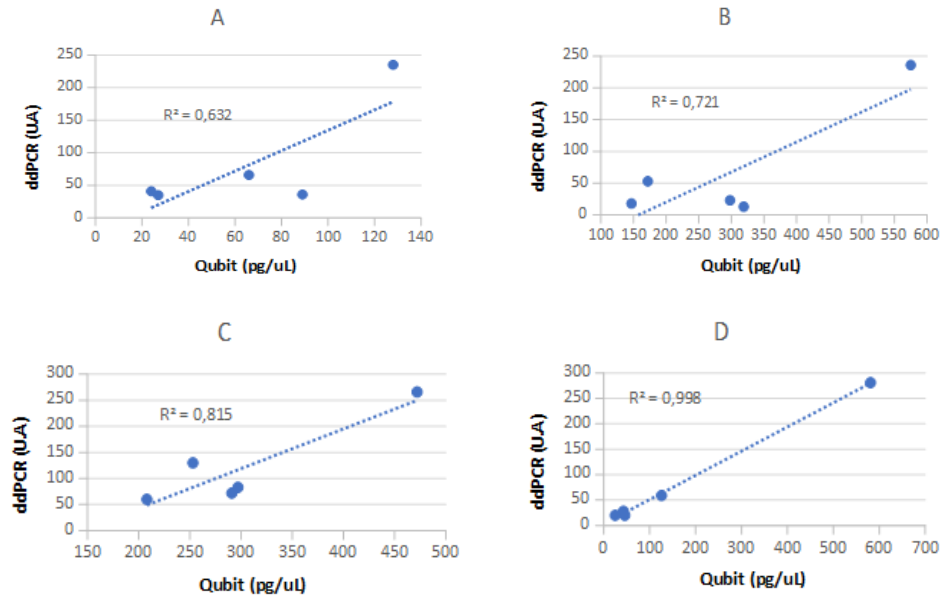 A
250
200
150
100
50
0
ddPCR (U.A)
R² = 0,632
0 20 40 60 80 100 120 140
Qubit (pg/uL)
B
250
200
150
100
50
0
ddPCR (U.A)
R² = 0,721
100 150 200 250 300 350 400 450 500 550 600
Qubit (pg/uL)
C
300
250
200
150
100
50
0
ddPCR (U.A)
R² = 0,815
150 200 250 300 350 400 450 500
Qubit (pg/uL)
D
300
250
200
150
100
50
0
ddPCR (U.A)
R² = 0,998
0 100 200 300 400 500 600 700
Qubit (pg/uL)